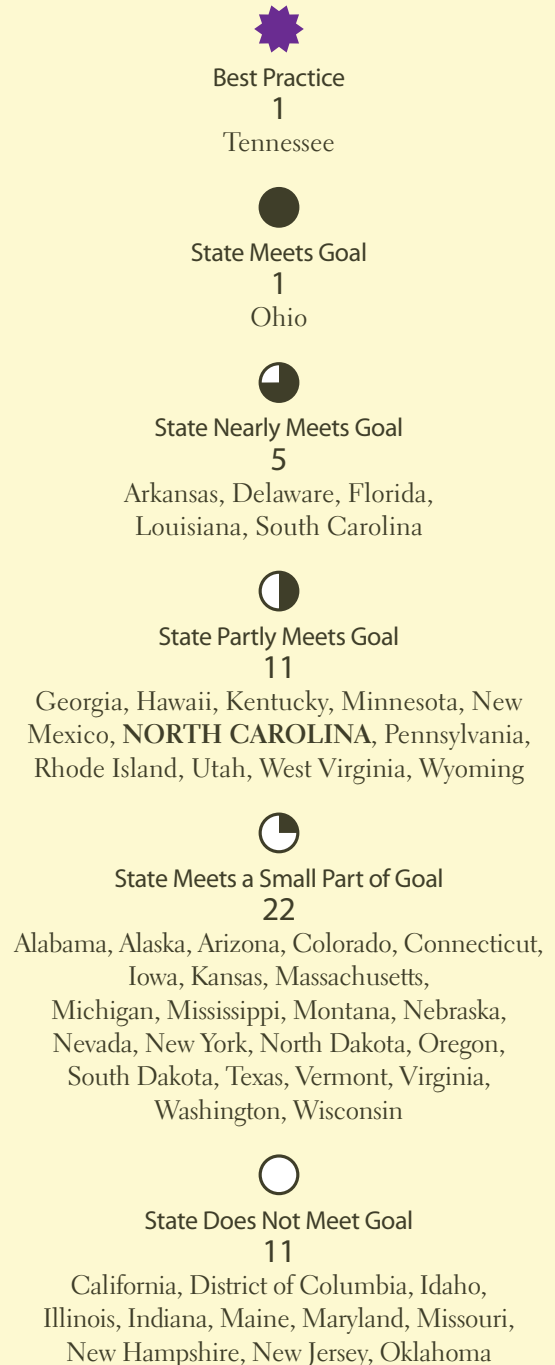 Best Practice
1
Tennessee
State Meets Goal
1
Ohio
State Nearly Meets Goal
5
Arkansas, Delaware, Florida,
Louisiana, South Carolina
State Partly Meets Goal
11
Georgia, Hawaii, Kentucky, Minnesota, New
Mexico, NORTH CAROLINA, Pennsylvania,
Rhode Island, Utah, West Virginia, Wyoming
State Meets a Small Part of Goal
22
Alabama, Alaska, Arizona, Colorado, Connecticut,
Iowa, Kansas, Massachusetts,
Michigan, Mississippi, Montana, Nebraska,
Nevada, New York, North Dakota, Oregon,
South Dakota, Texas, Vermont, Virginia,
Washington, Wisconsin
State Does Not Meet Goal
11
California, District of Columbia, Idaho,
Illinois, Indiana, Maine, Maryland, Missouri,
New Hampshire, New Jersey, Oklahoma